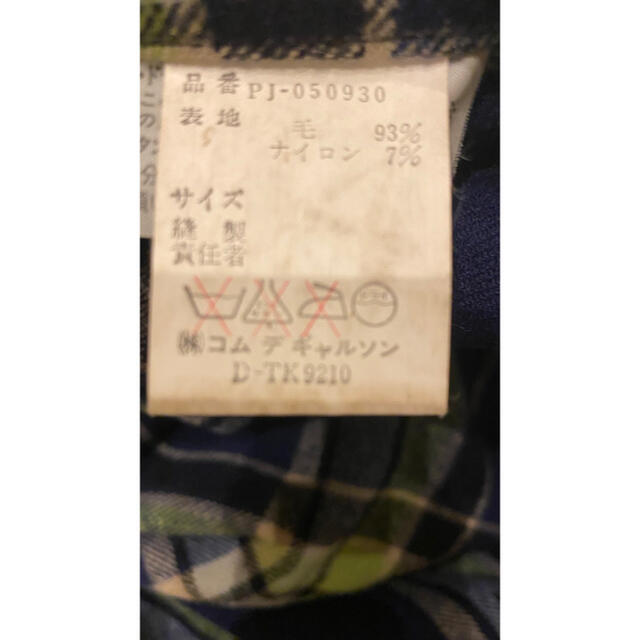 品番 PJ-050930
表地 毛 93%
ナイロン 7%
サイズ
縫製
責任者
㈱コム デ ギャルソン
D-TK9210